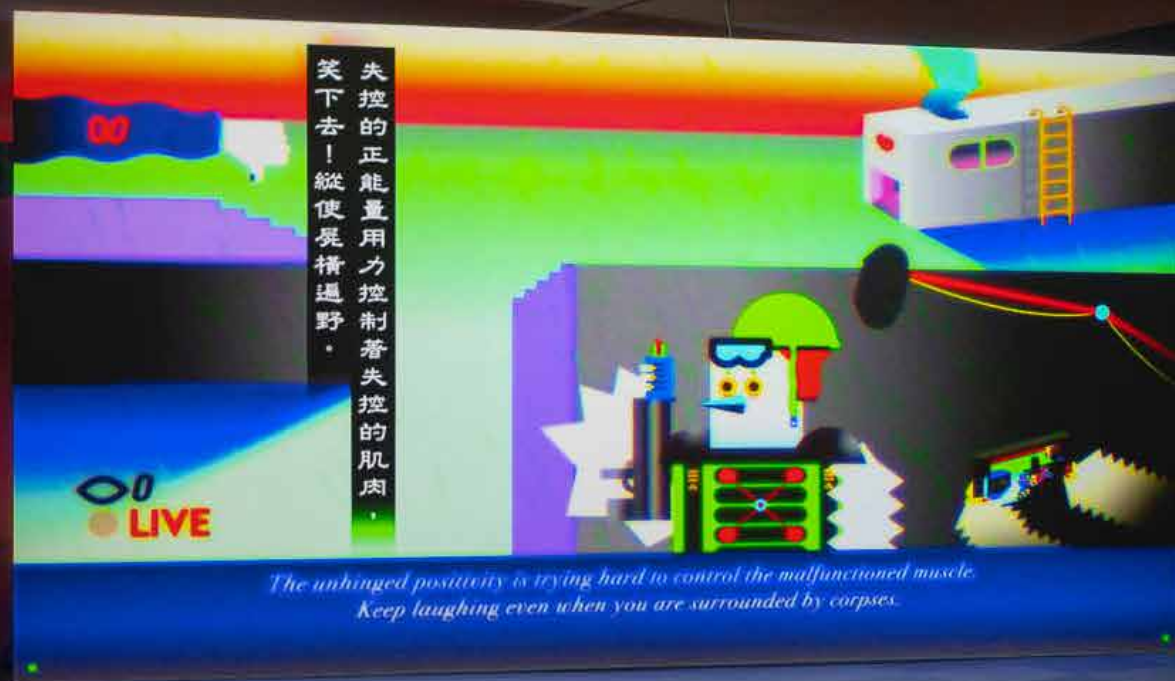 失控的正能量用力控制著失控的肌肉，
笑下去！縱使屍橫遍野。
0
LIVE
The unhinged positivity is trying hard to control the malfunctioned muscle.
Keep laughing even when you are surrounded by corpses.